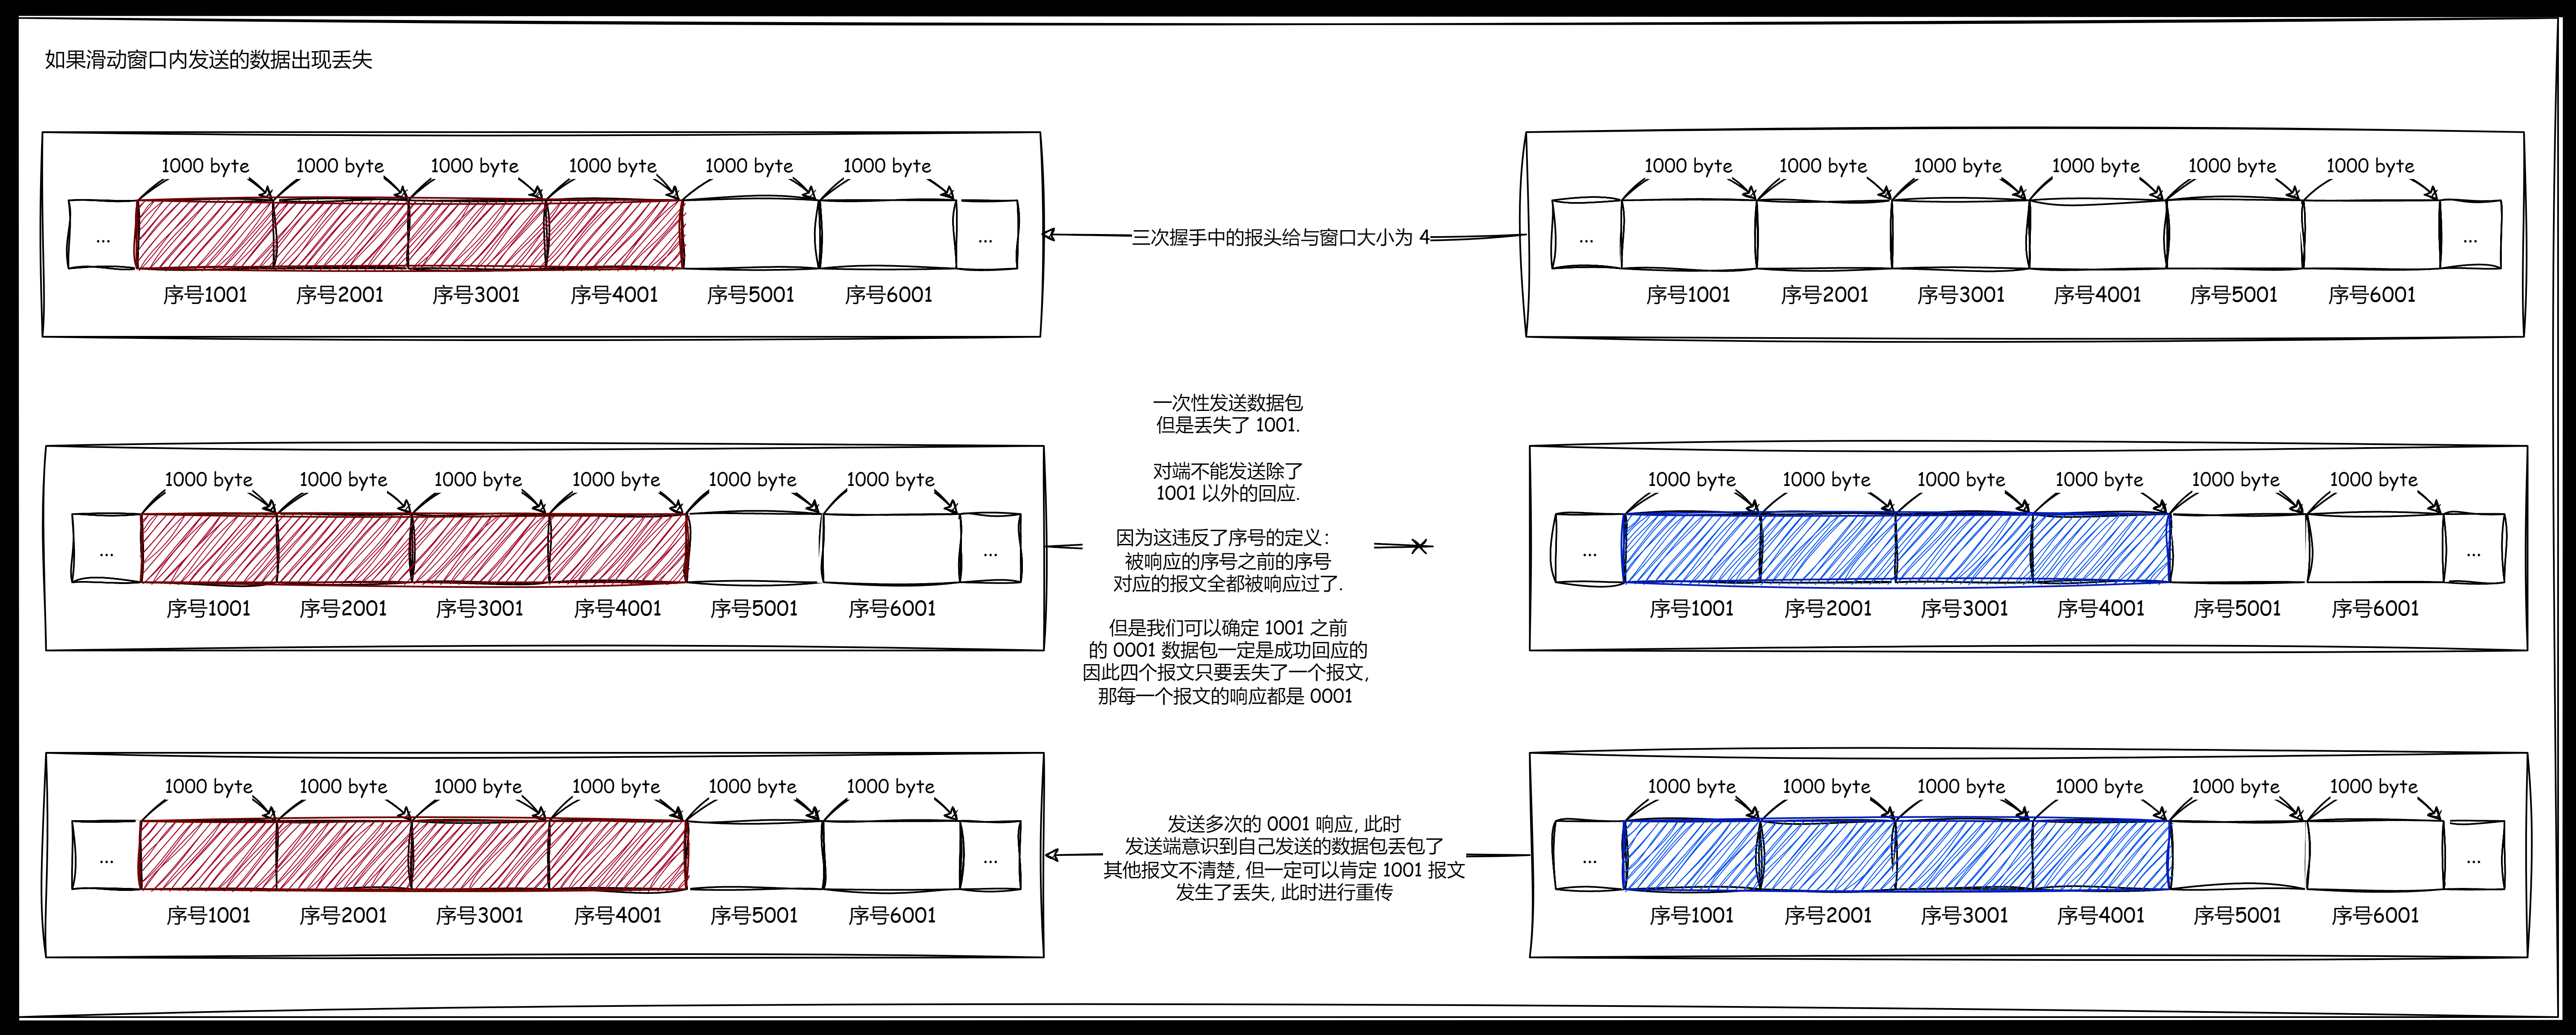 如果滑动窗口内发送的数据出现丢失
1000 byte 1000 byte 1000 byte 1000 byte 1000 byte 1000 byte
... ...
序号1001 序号2001 序号3001 序号4001 序号5001 序号6001
三次握手中的报头给与窗口大小为 4
1000 byte 1000 byte 1000 byte 1000 byte 1000 byte 1000 byte
... ...
序号1001 序号2001 序号3001 序号4001 序号5001 序号6001
1000 byte 1000 byte 1000 byte 1000 byte 1000 byte 1000 byte
... ...
序号1001 序号2001 序号3001 序号4001 序号5001 序号6001
一次性发送数据包
但是丢失了 1001.
对端不能发送除了
1001 以外的回应.
因为这违反了序号的定义:
被响应的序号之前的序号
对应的报文全都被响应过了.
但是我们可以确定 1001 之前
的 0001 数据包一定是成功回应的
因此四个报文只要丢失了一个报文,
那每一个报文的响应都是 0001
1000 byte 1000 byte 1000 byte 1000 byte 1000 byte 1000 byte
... ...
序号1001 序号2001 序号3001 序号4001 序号5001 序号6001
1000 byte 1000 byte 1000 byte 1000 byte 1000 byte 1000 byte
... ...
序号1001 序号2001 序号3001 序号4001 序号5001 序号6001
发送多次的 0001 响应, 此时
发送端意识到自己发送的数据包丢包了
其他报文不清楚, 但一定可以肯定 1001 报文
发生了丢失, 此时进行重传
1000 byte 1000 byte 1000 byte 1000 byte 1000 byte 1000 byte
... ...
序号1001 序号2001 序号3001 序号4001 序号5001 序号6001